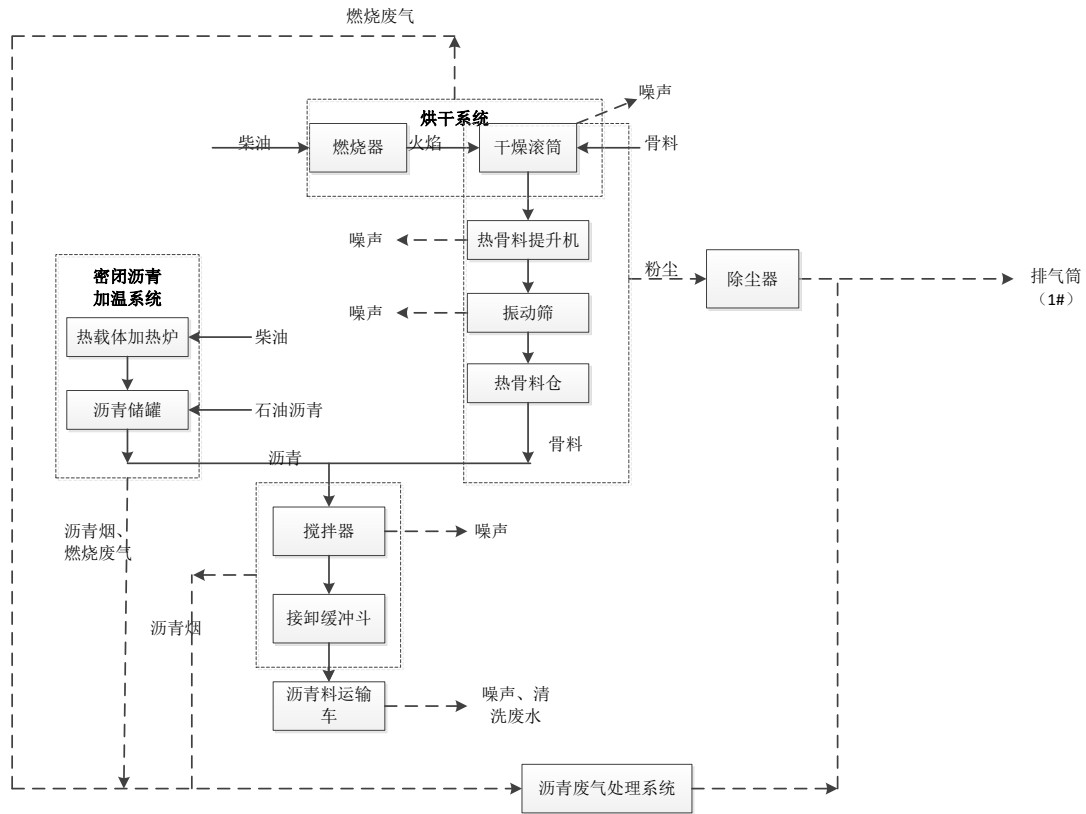 燃烧废气
噪声
烘干系统
柴油
燃烧器
火焰
干燥滚筒
骨料
噪声
热骨料提升机
密闭沥青
加温系统
粉尘
除尘器
排气筒
（1#）
噪声
振动筛
热载体加热炉
柴油
热骨料仓
沥青储罐
石油沥青
骨料
沥青
沥青烟、
燃烧废气
搅拌器
噪声
沥青烟
接卸缓冲斗
沥青料运输
车
噪声、清
洗废水
沥青废气处理系统